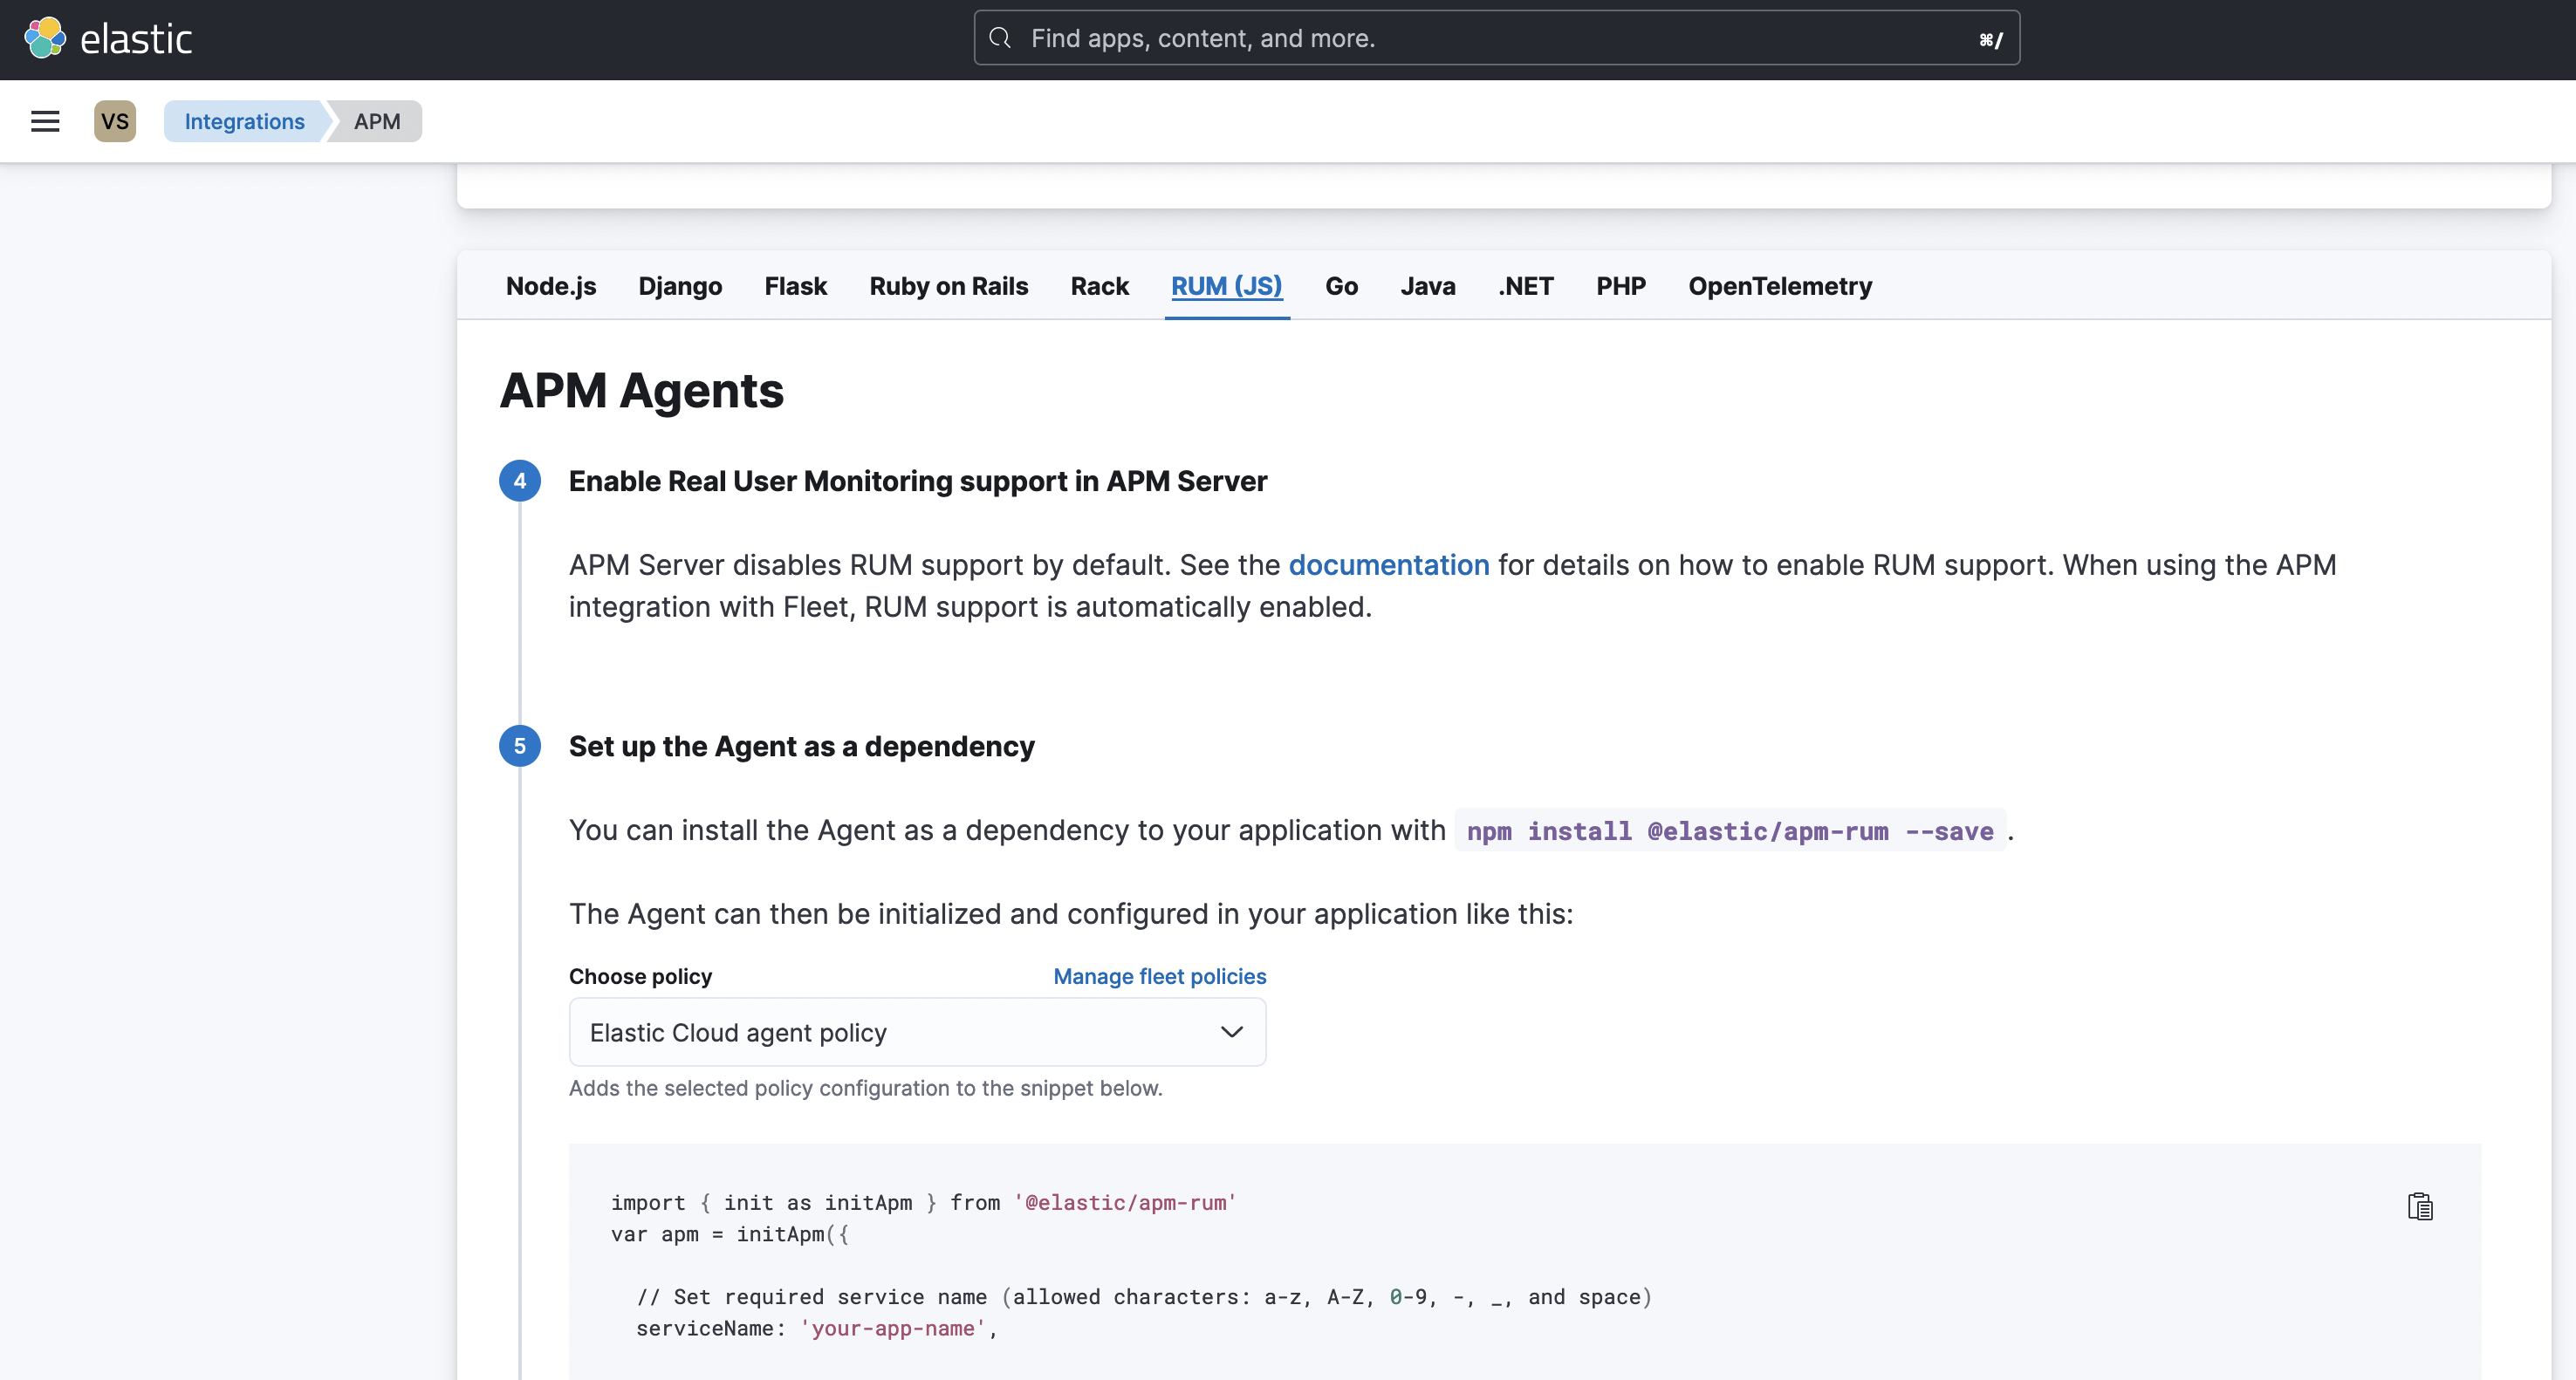 elastic
Find apps, content, and more.
⌘/
VS
Integrations
APM
Node.js
Django
Flask
Ruby on Rails
Rack
RUM (JS)
Go
Java
.NET
PHP
OpenTelemetry
APM Agents
4
Enable Real User Monitoring support in APM Server
APM Server disables RUM support by default. See the documentation for details on how to enable RUM support. When using the APM
integration with Fleet, RUM support is automatically enabled.
5
Set up the Agent as a dependency
You can install the Agent as a dependency to your application with npm install @elastic/apm-rum --save.
The Agent can then be initialized and configured in your application like this:
Choose policy
Manage fleet policies
Elastic Cloud agent policy
Adds the selected policy configuration to the snippet below.
import { init as initApm } from '@elastic/apm-rum'
var apm = initApm({
// Set required service name (allowed characters: a-z, A-Z, 0-9, -, _, and space)
serviceName: 'your-app-name',